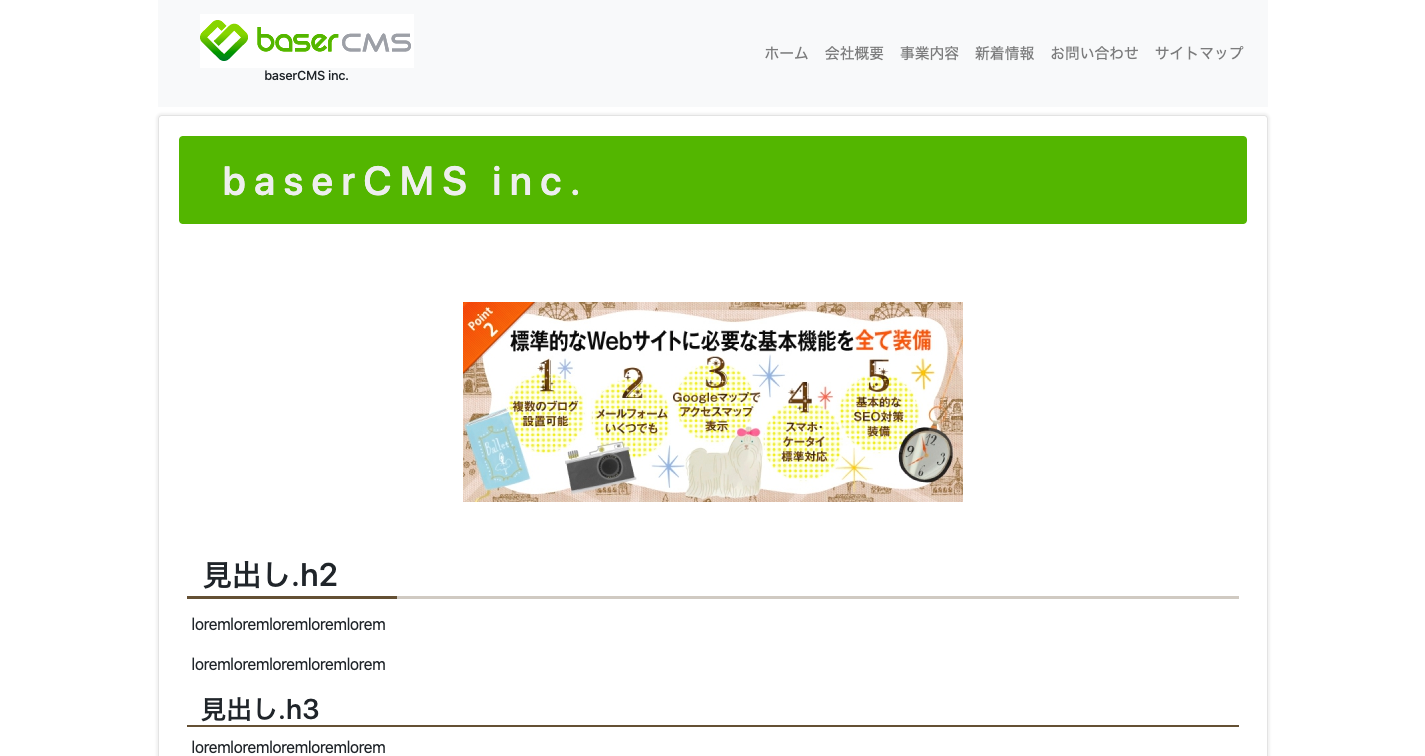 baserCMS
baserCMS inc.
ホーム 会社概要 事業内容 新着情報 お問い合わせ サイトマップ
baserCMS inc.
Point
2
標準的なWebサイトに必要な基本機能を全て装備
1
複数のブログ
設置可能
2
メールフォーム
いくつでも
3
Googleマップで
アクセスマップ
表示
4
スマホ・
ケータイ
標準対応
5
基本的な
SEO対策
装備
12
9
6
見出し.h2
loremloremloremloremlorem
loremloremloremloremlorem
見出し.h3
loremloremloremloremlorem